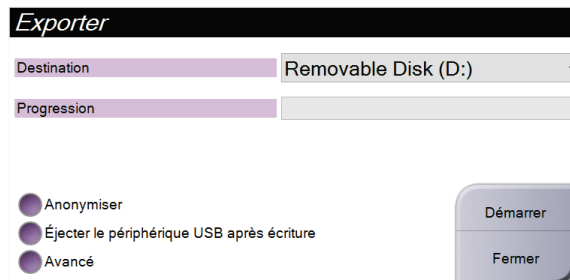 Exporter
Destination
Removable Disk (D:)
Progression
Anonymiser
Éjecter le périphérique USB après écriture
Avancé
Démarrer
Fermer